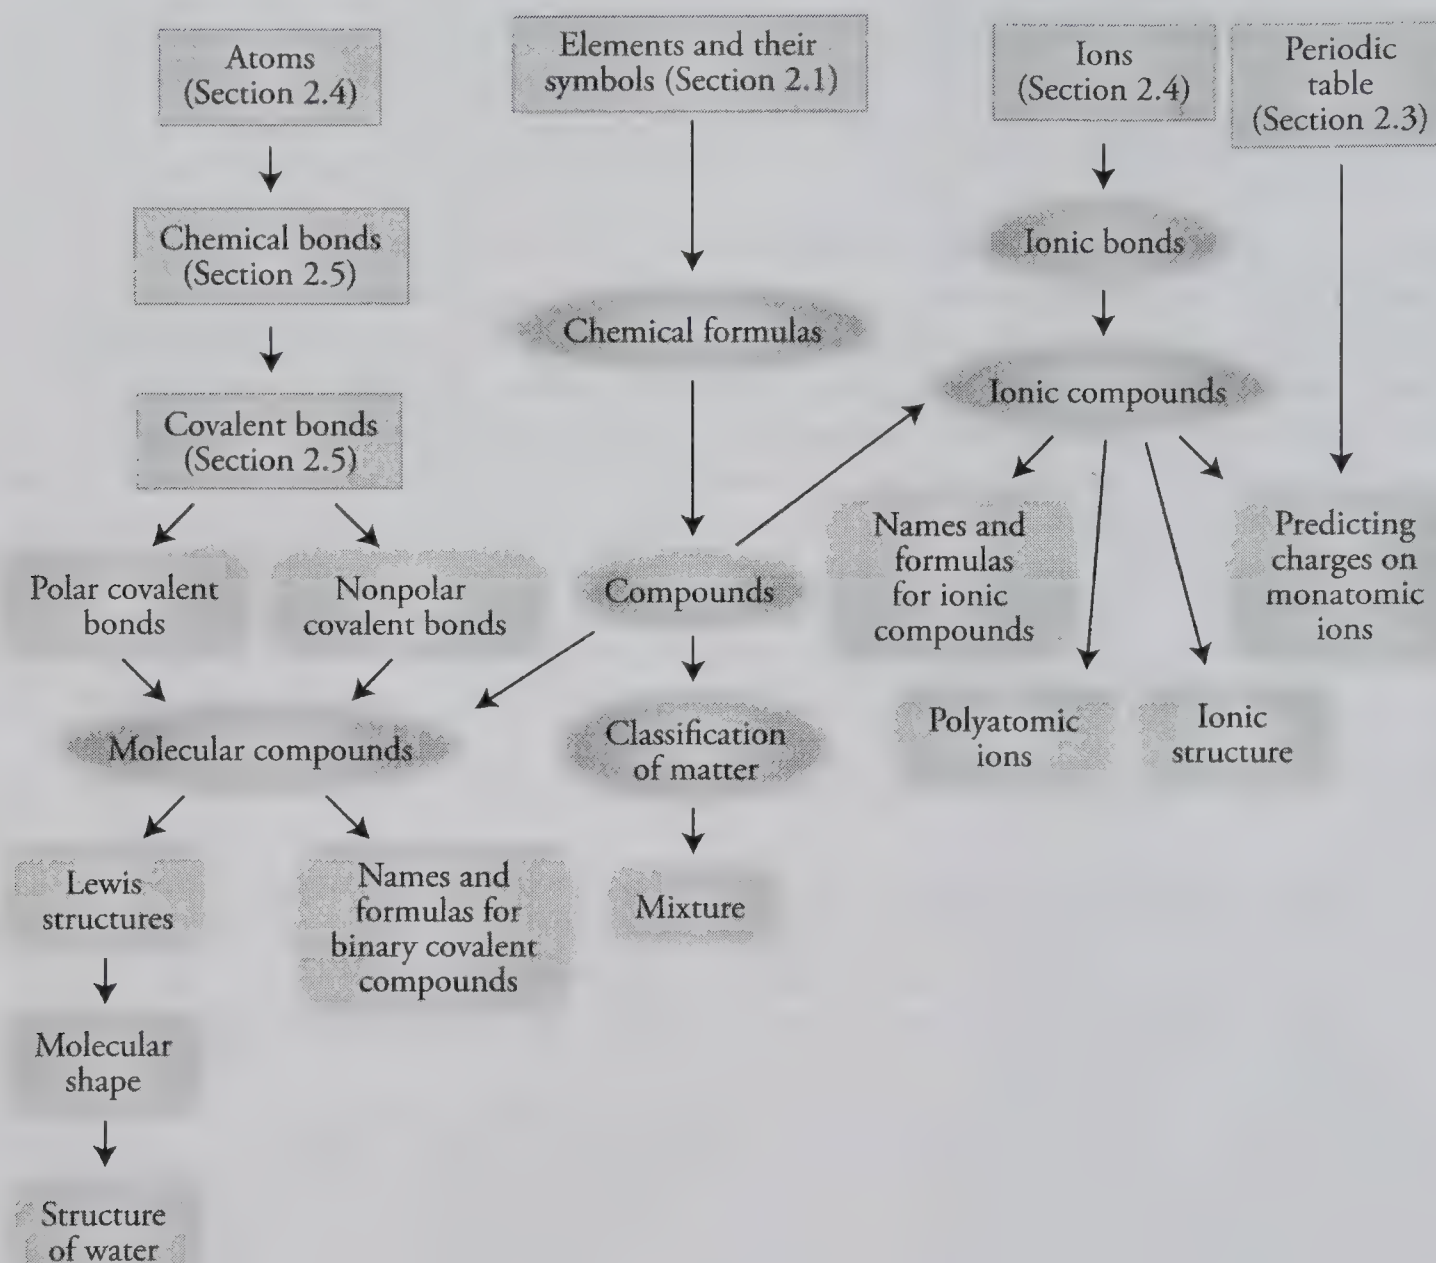 Atoms
(Section 2.4)
Elements and their
symbols (Section 2.1)
Ions
(Section 2.4)
Periodic
table
(Section 2.3)
Chemical bonds
(Section 2.5)
Ionic bonds
Chemical formulas
Ionic compounds
Covalent bonds
(Section 2.5)
Polar covalent
bonds
Nonpolar
covalent bonds
Compounds
Names and
formulas
for ionic
compounds
Predicting
charges on
monatomic
ions
Molecular compounds
Classification
of matter
Polyatomic
ions
Ionic
structure
Lewis
structures
Names and
formulas for
binary covalent
compounds
Mixture
Molecular
shape
Structure
of water